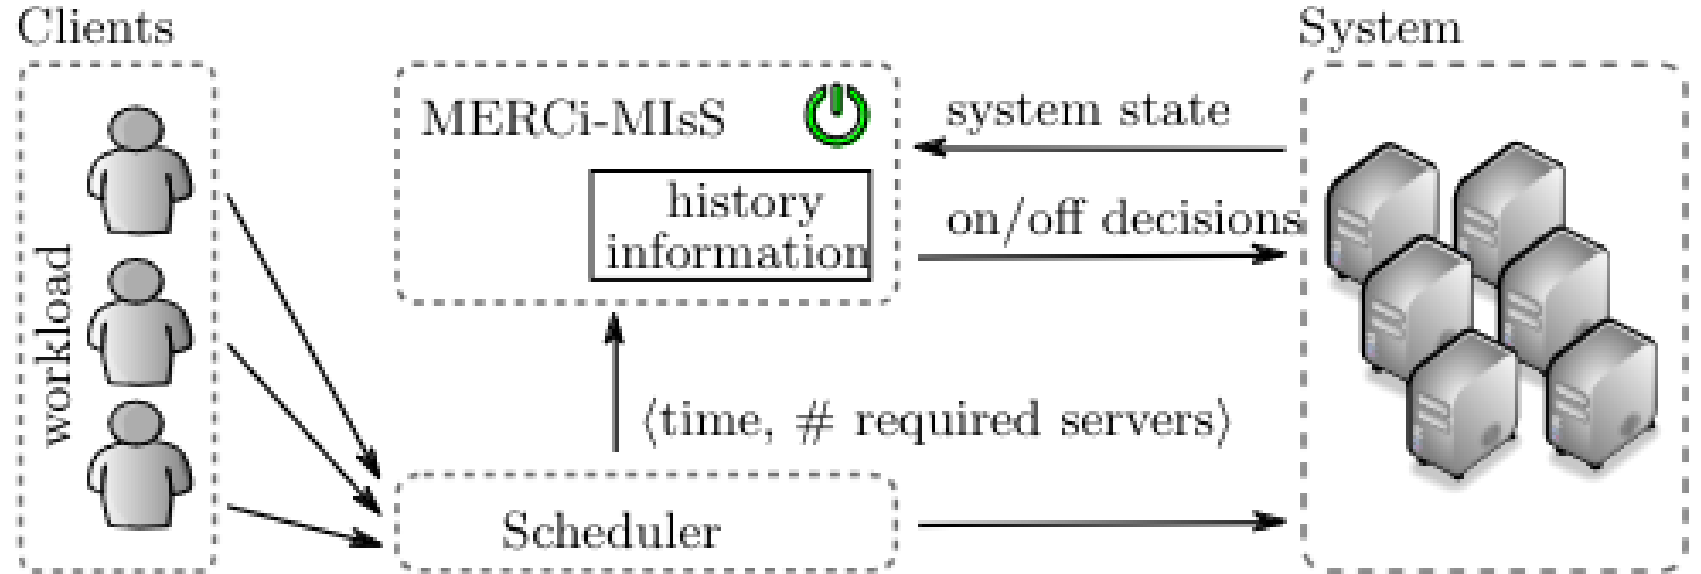 Clients
System
workload
MERCi-MIsS
history
information
system state
on/off decisions
⟨time, # required servers⟩
Scheduler